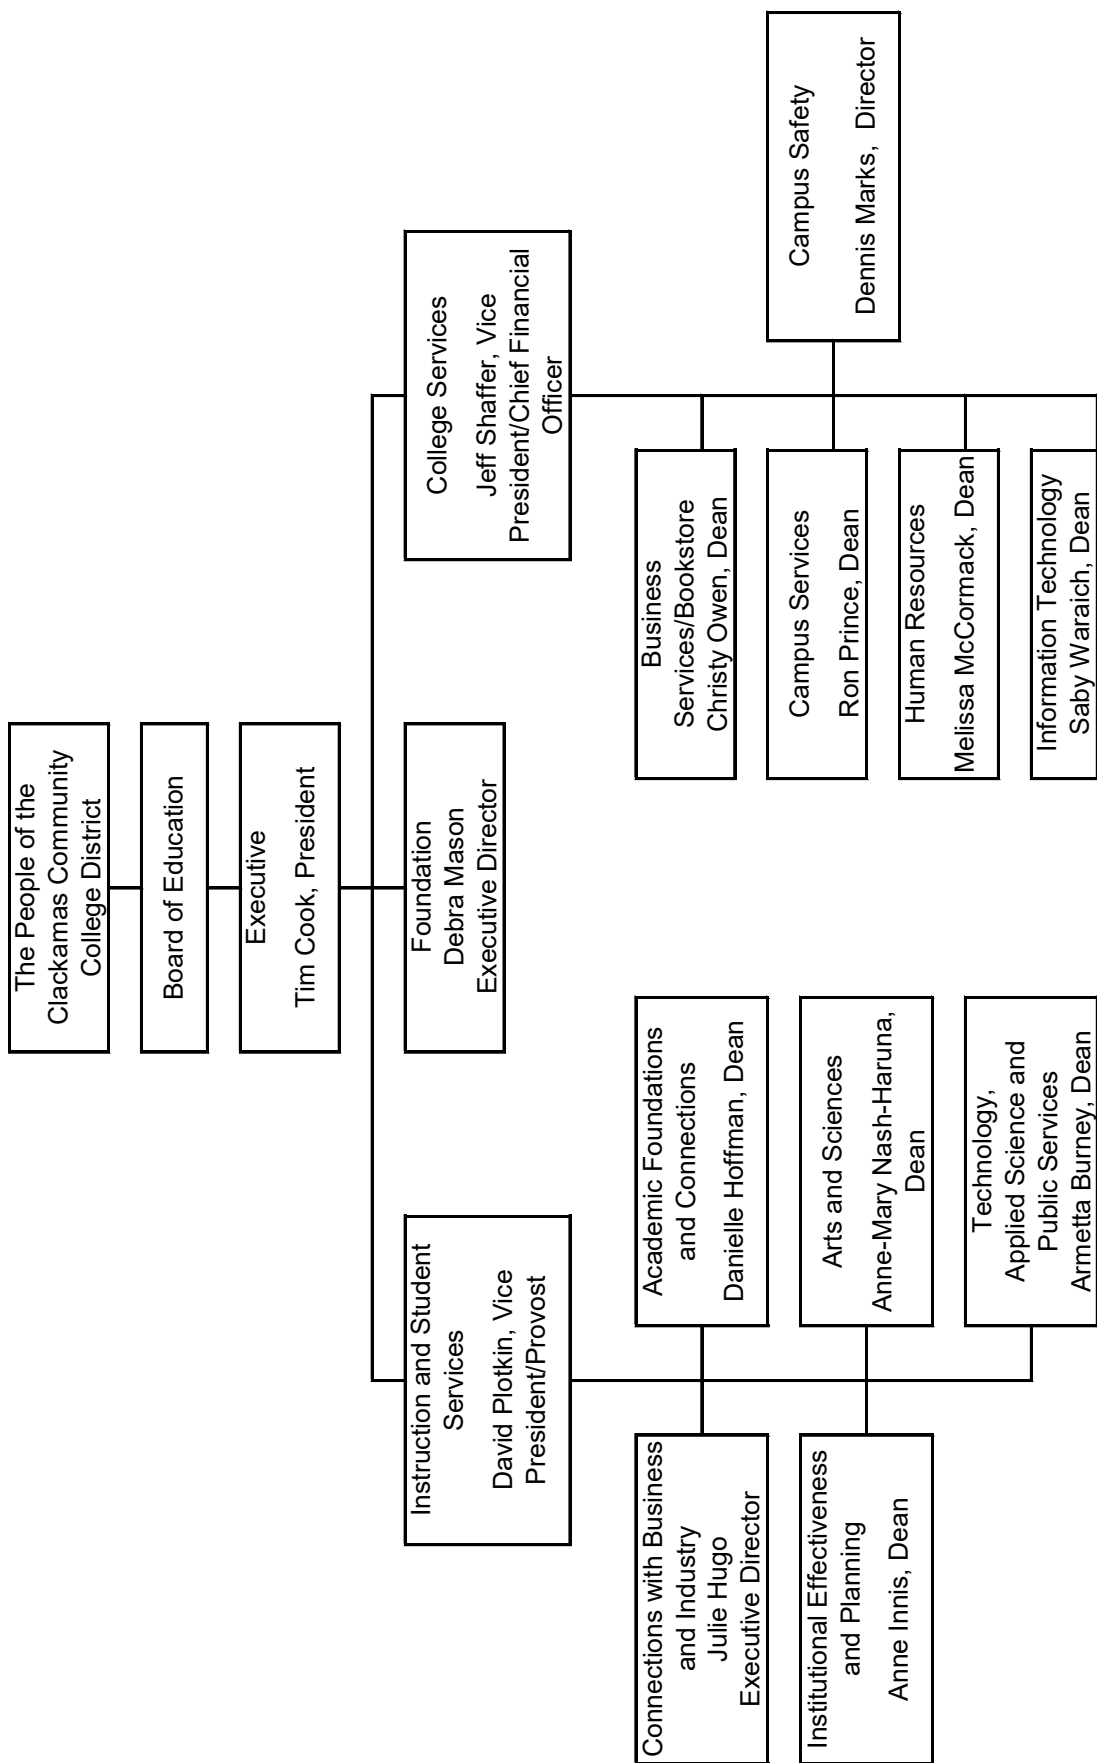 The People of the
Clackamas Community
College District
Board of Education
Executive
Tim Cook, President
Instruction and Student
Services
David Plotkin, Vice
President/Provost
Foundation
Debra Mason
Executive Director
College Services
Jeff Shaffer, Vice
President/Chief Financial
Officer
Connections with Business
and Industry
Julie Hugo
Executive Director
Academic Foundations
and Connections
Danielle Hoffman, Dean
Institutional Effectiveness
and Planning
Anne Innis, Dean
Arts and Sciences
Anne-Mary Nash-Haruna,
Dean
Technology,
Applied Science and
Public Services
Armetta Burney, Dean
Business
Services/Bookstore
Christy Owen, Dean
Campus Services
Ron Prince, Dean
Campus Safety
Dennis Marks,  Director
Human Resources
Melissa McCormack, Dean
Information Technology
Saby Waraich, Dean